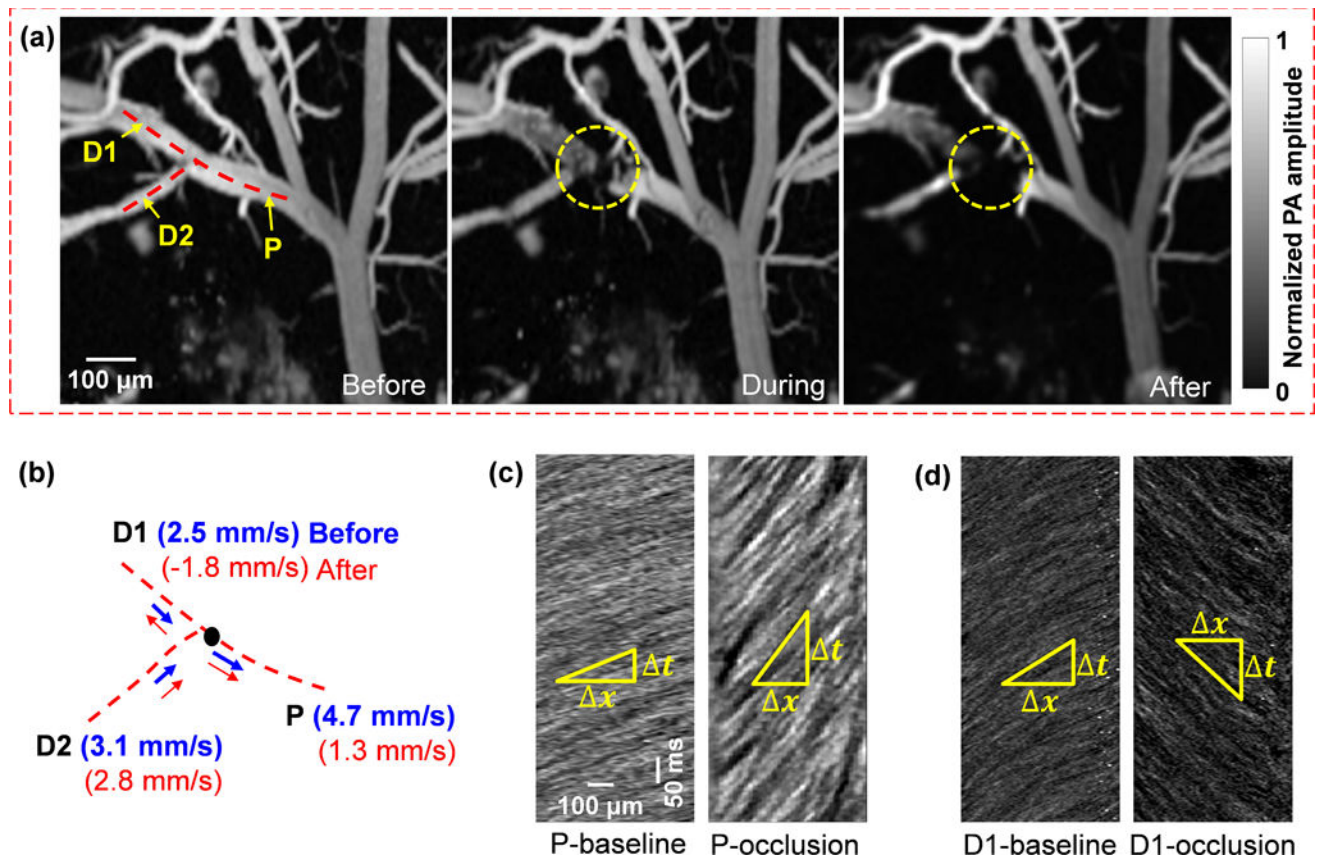 (a)
D1
D2
P
100 μm
Before
During
After
1
Normalized PA amplitude
0
(b)
D1 (2.5 mm/s) Before
(-1.8 mm/s) After
D2 (3.1 mm/s)
(2.8 mm/s)
P (4.7 mm/s)
(1.3 mm/s)
(c)
Δx
Δt
100 μm
50 ms
P-baseline
Δx
Δt
P-occlusion
(d)
Δx
Δt
D1-baseline
Δx
Δt
D1-occlusion